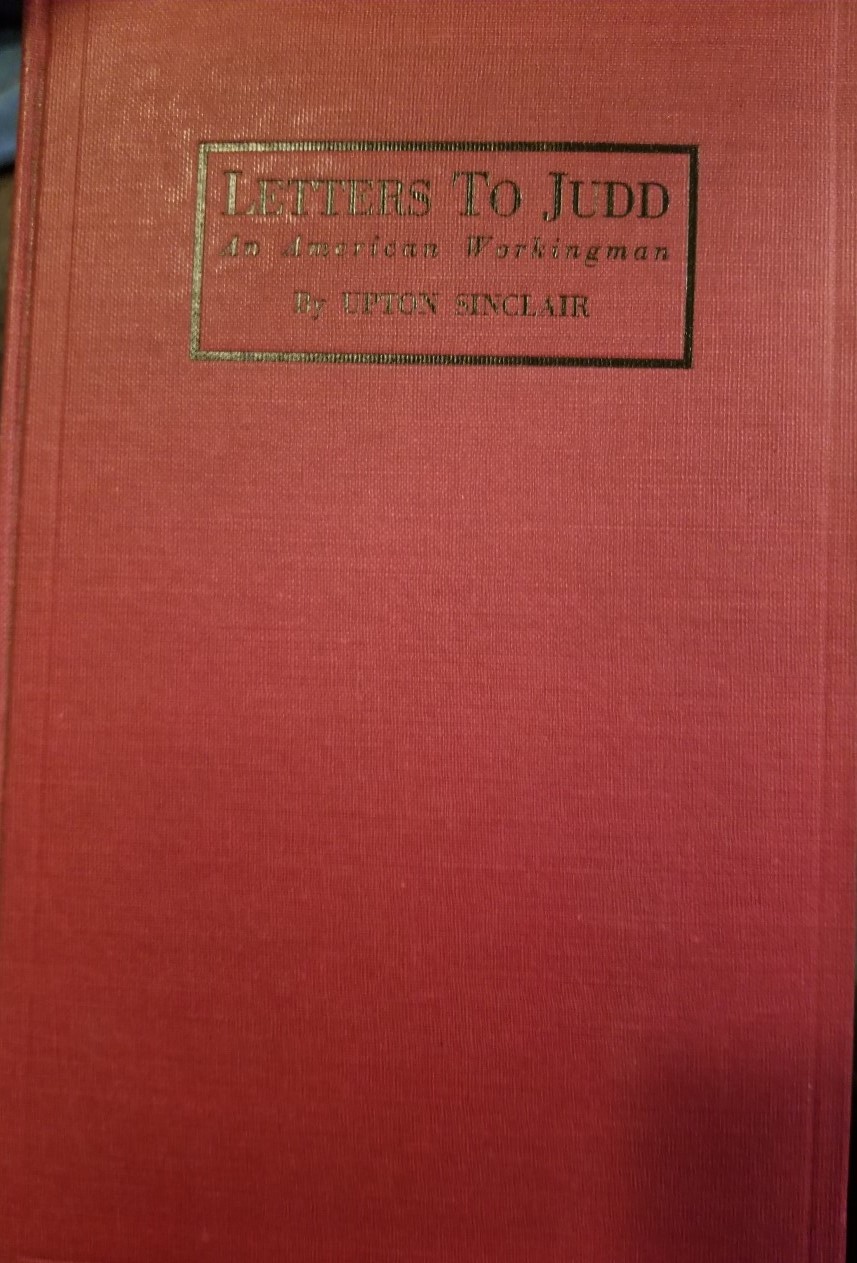 LETTERS TO JUDD
An American Workingman
By UPTON SINCLAIR